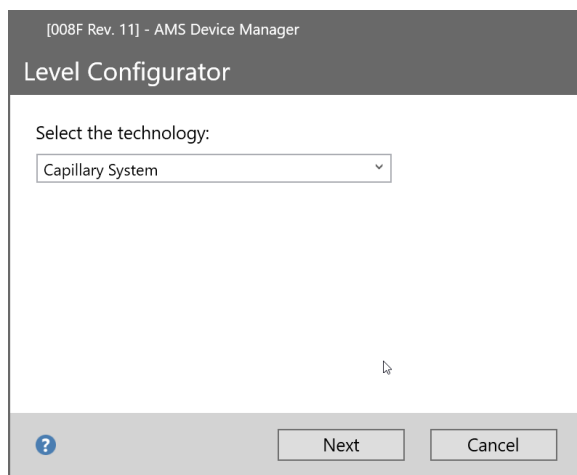 [008F Rev. 11] - AMS Device Manager
Level Configurator
Select the technology:
Capillary System
?
Next Cancel